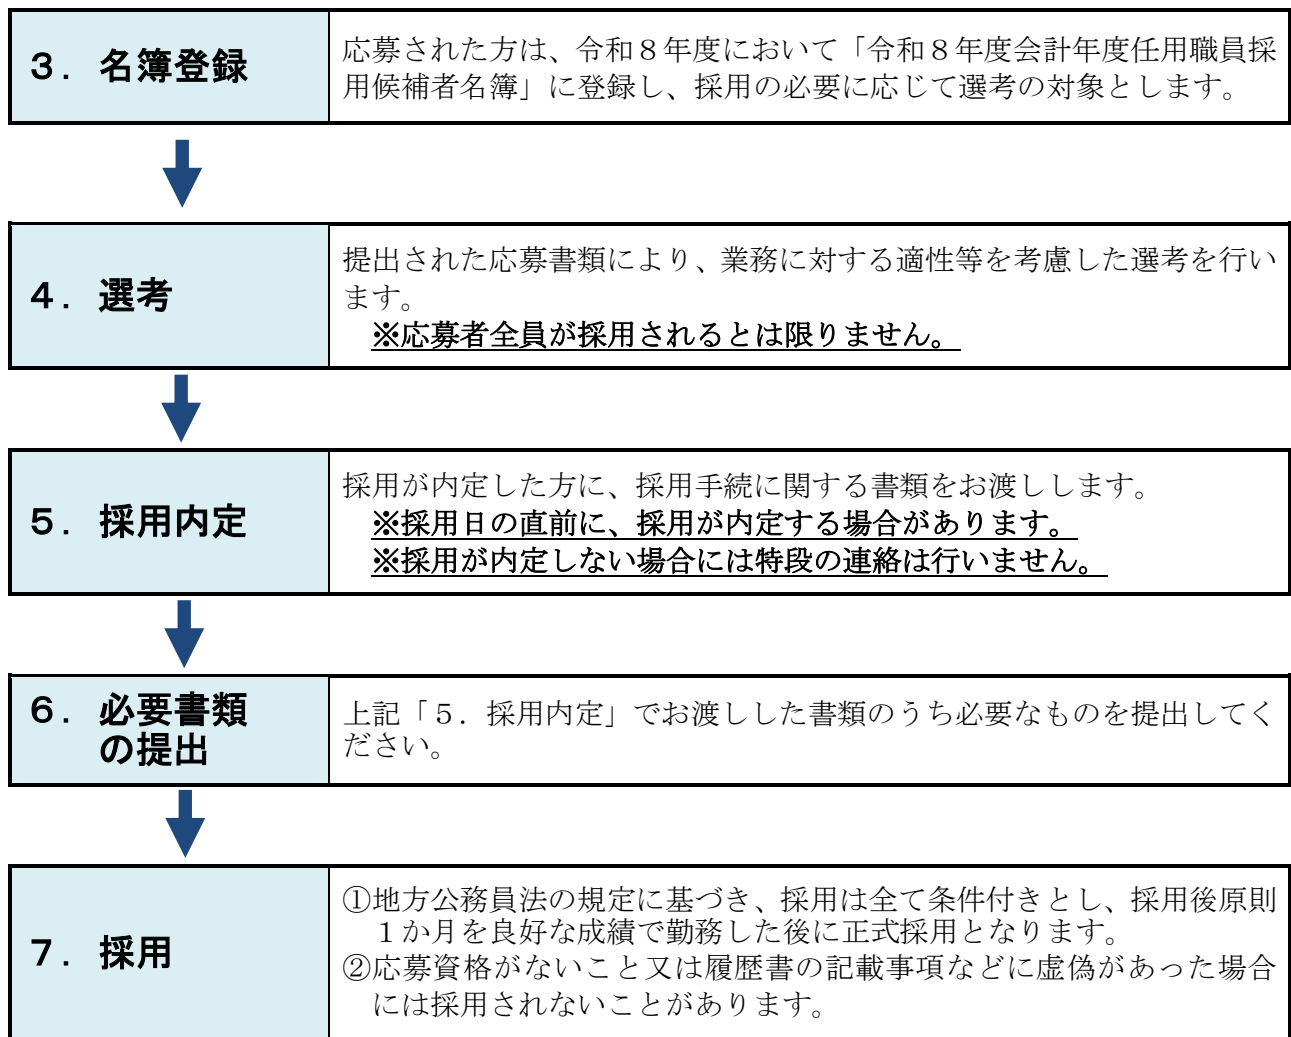 ３．名簿登録
応募された方は、令和８年度において「令和８年度会計年度任用職員採
用候補者名簿」に登録し、採用の必要に応じて選考の対象とします。
４．選考
提出された応募書類により、業務に対する適性等を考慮した選考を行い
ます。
※応募者全員が採用されるとは限りません。
５．採用内定
採用が内定した方に、採用手続に関する書類をお渡しします。
※採用日の直前に、採用が内定する場合があります。
※採用が内定しない場合には特段の連絡は行いません。
６．必要書類
の提出
上記「５．採用内定」でお渡しした書類のうち必要なものを提出してく
ださい。
７．採用
①地方公務員法の規定に基づき、採用は全て条件付きとし、採用後原則
１か月を良好な成績で勤務した後に正式採用となります。
②応募資格がないこと又は履歴書の記載事項などに虚偽があった場合
には採用されないことがあります。